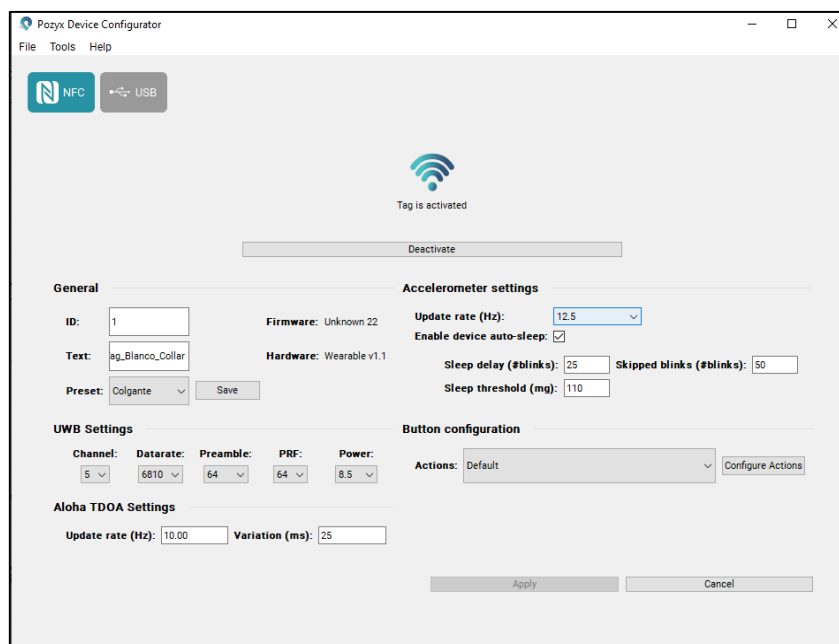 Pozyx Device Configurator
File Tools Help
NFC USB
Tag is activated
Deactivate
General
ID: 1 Firmware: Unknown 22
Text: ag_Blanco_Collar Hardware: Wearable v1.1
Preset: Colgante Save
UWB Settings
Channel: Datarate: Preamble: PRF: Power:
5 6810 64 64 8.5
Aloha TDOA Settings
Update rate (Hz): 10.00 Variation (ms): 25
Accelerometer settings
Update rate (Hz): 12.5
Enable device auto-sleep:
Sleep delay (#blinks): 25 Skipped blinks (#blinks): 50
Sleep threshold (mg): 110
Button configuration
Actions: Default Configure Actions
Apply Cancel